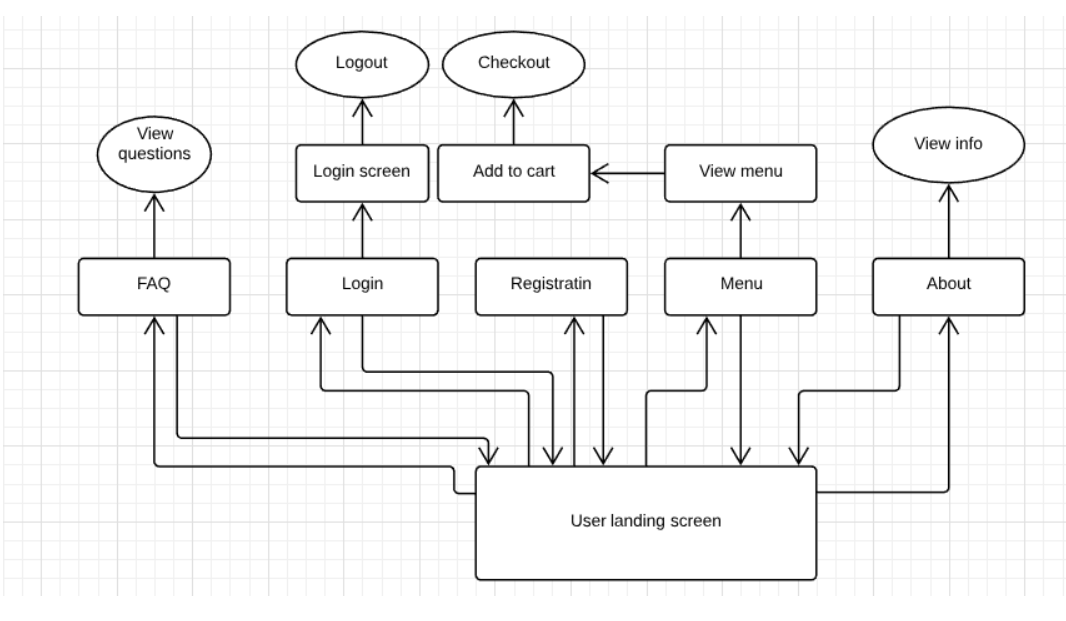 Logout
Checkout
View
questions
View info
Login screen
Add to cart
View menu
FAQ
Login
Registratin
Menu
About
User landing screen